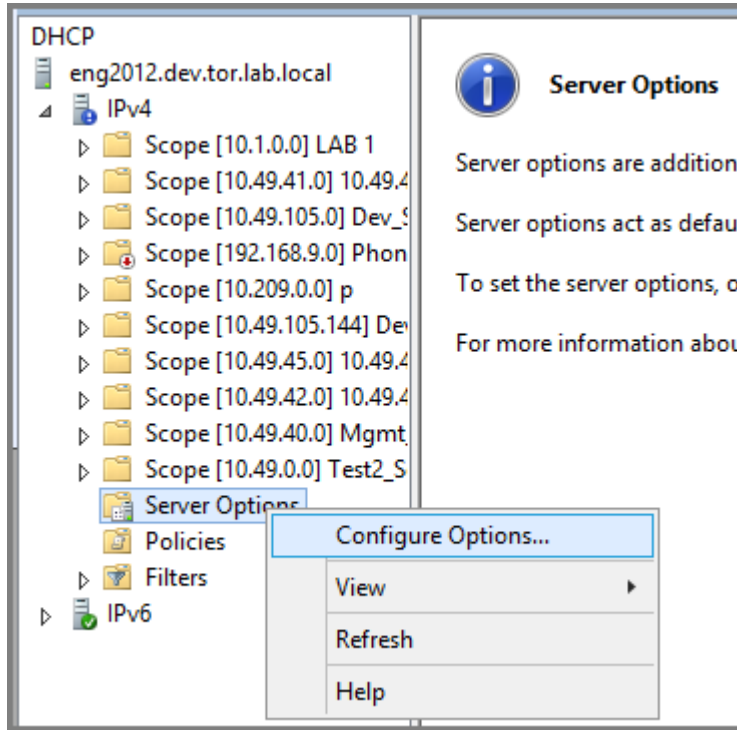 DHCP
eng2012.dev.tor.lab.local
IPv4
Scope [10.1.0.0] LAB 1
Scope [10.49.41.0] 10.49.4
Scope [10.49.105.0] Dev_S
Scope [192.168.9.0] Phon
Scope [10.209.0.0] p
Scope [10.49.105.144] Dev
Scope [10.49.45.0] 10.49.4
Scope [10.49.42.0] 10.49.4
Scope [10.49.40.0] Mgmt_
Scope [10.49.0.0] Test2_S
Server Options
Policies
Filters
IPv6
Configure Options...
View
Refresh
Help
Server Options
Server options are addition
Server options act as defau
To set the server options, o
For more information abou